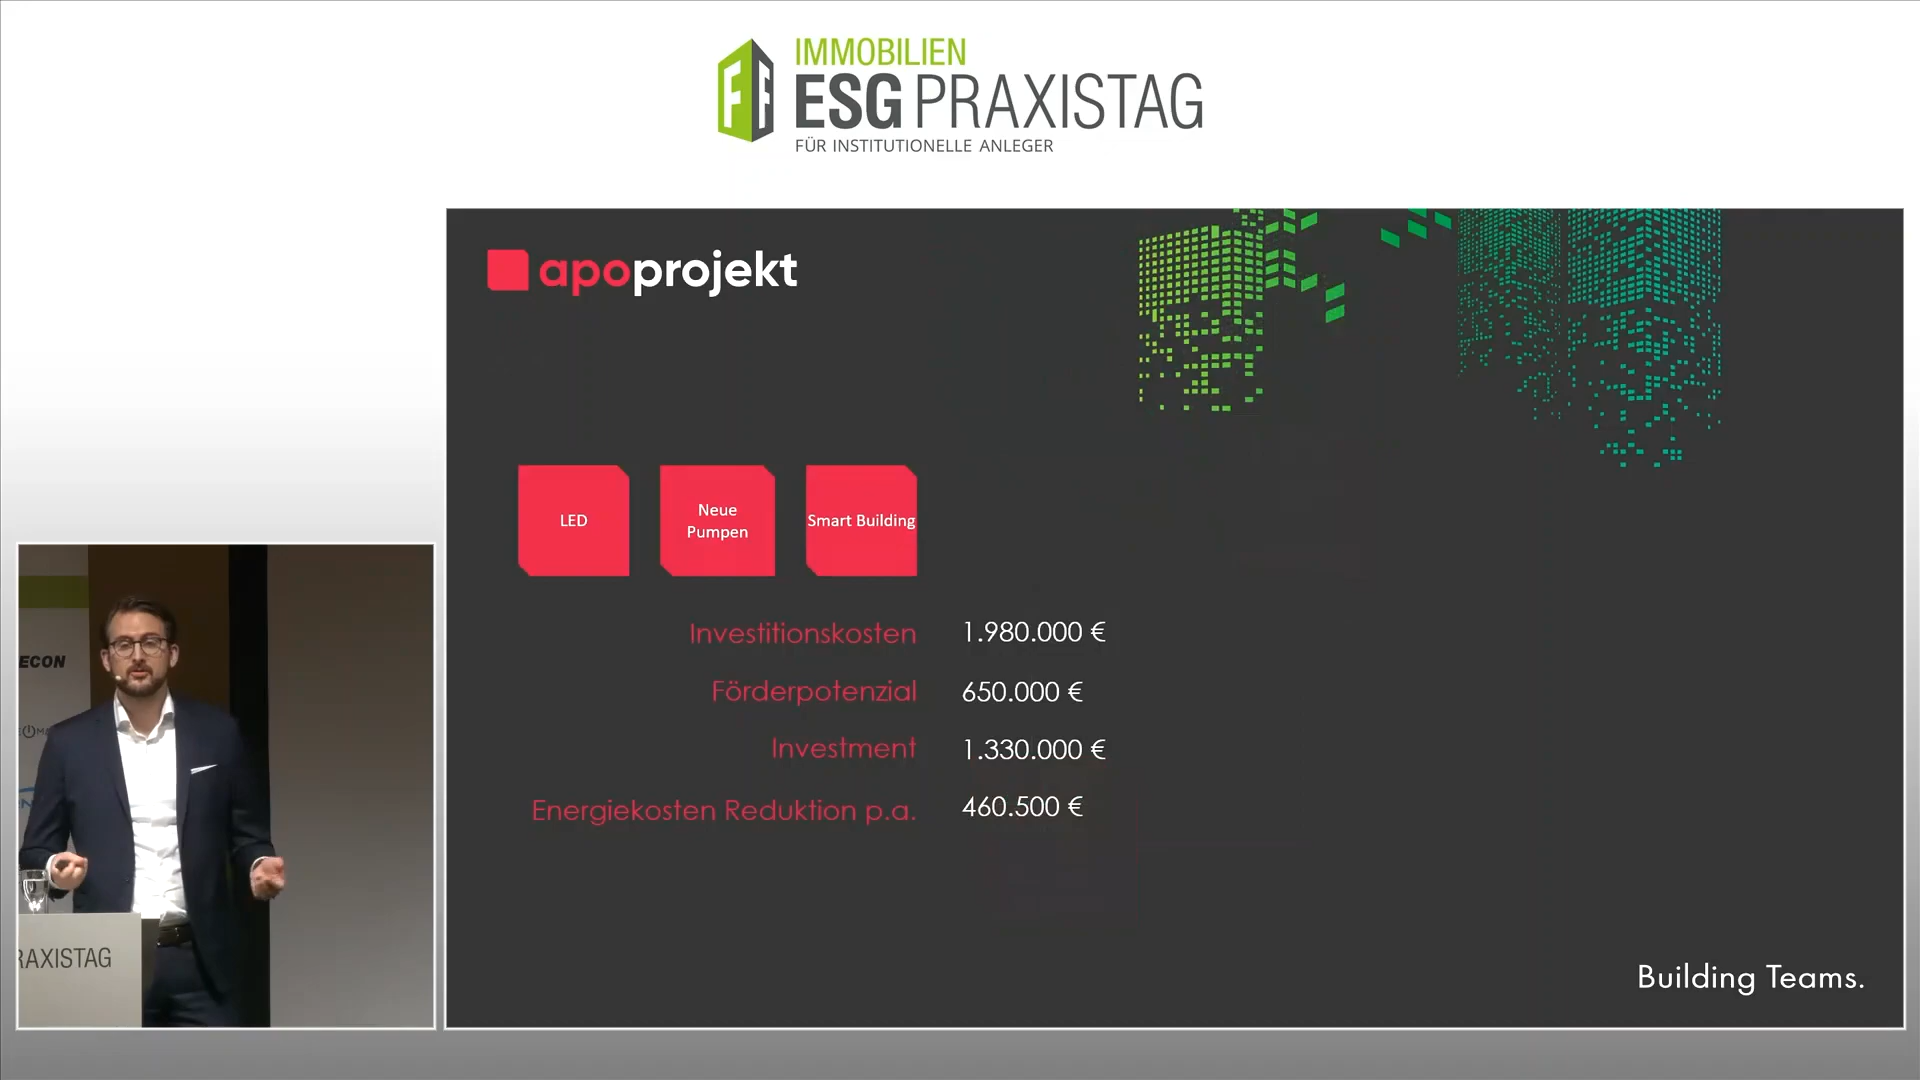 IMMOBILIEN
ESG PRAXISTAG
FÜR INSTITUTIONELLE ANLEGER
apoprojekt
LED
Neue
Pumpen
Smart Building
Investitionskosten 1.980.000 €
Förderpotenzial 650.000 €
Investment 1.330.000 €
Energiekosten Reduktion p.a. 460.500 €
Building Teams.
ECON
RAXISTAG